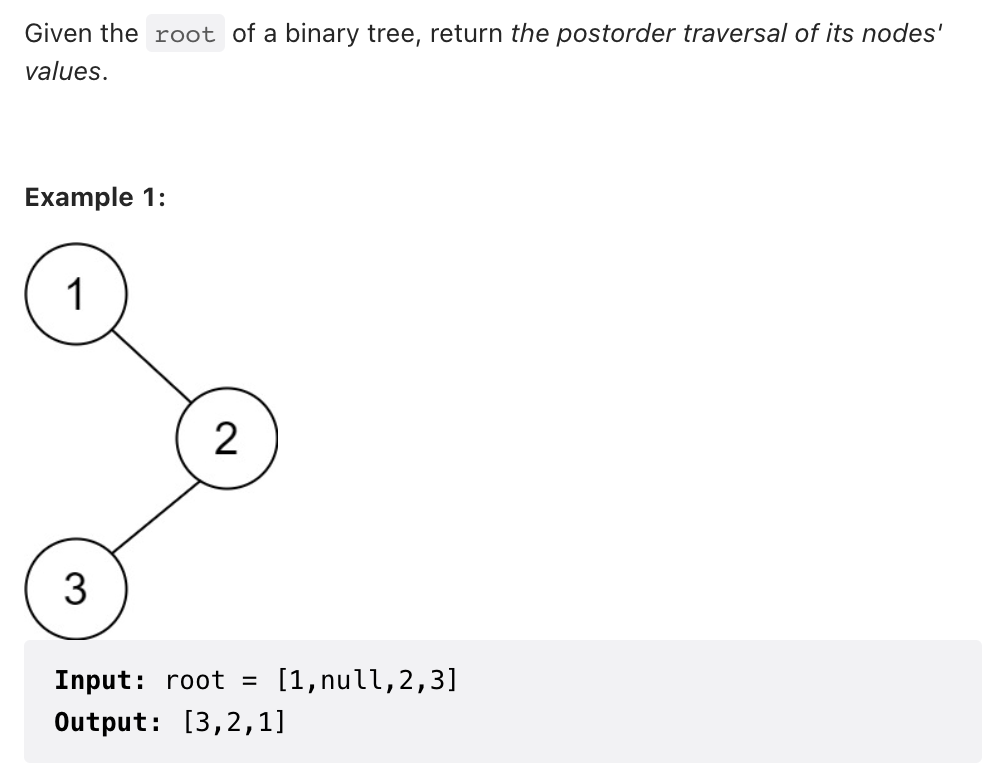 Given the root of a binary tree, return the postorder traversal of its nodes'
values.
Example 1:
1
2
3
Input: root = [1,null,2,3]
Output: [3,2,1]